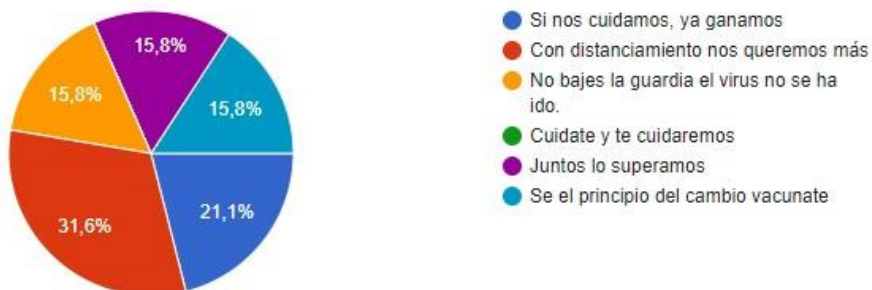 15,8%
15,8%
15,8%
31,6%
21,1%
Si nos cuidamos, ya ganamos
Con distanciamiento nos queremos más
No bajes la guardia el virus no se ha
ido.
Cuidate y te cuidaremos
Juntos lo superamos
Se el principio del cambio vacunate